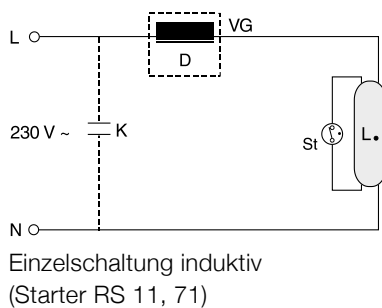 L
VG
D
230 V ~
K
St
L.
N
Einzelschaltung induktiv
(Starter RS 11, 71)